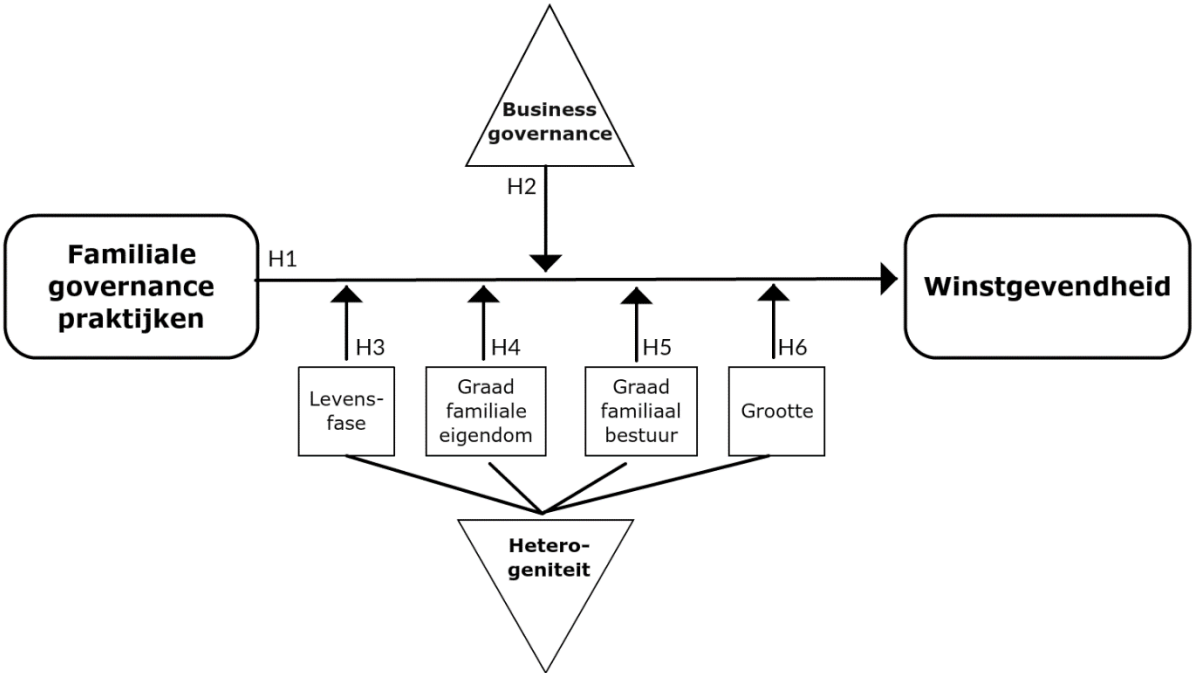 Business
governance
H2
Familiale
governance
praktijken
H1
Winstgevendheid
H3
H4
H5
H6
Levens-
fase
Graad
familiale
eigendom
Graad
familiaal
bestuur
Grootte
Hetero-
geniteit